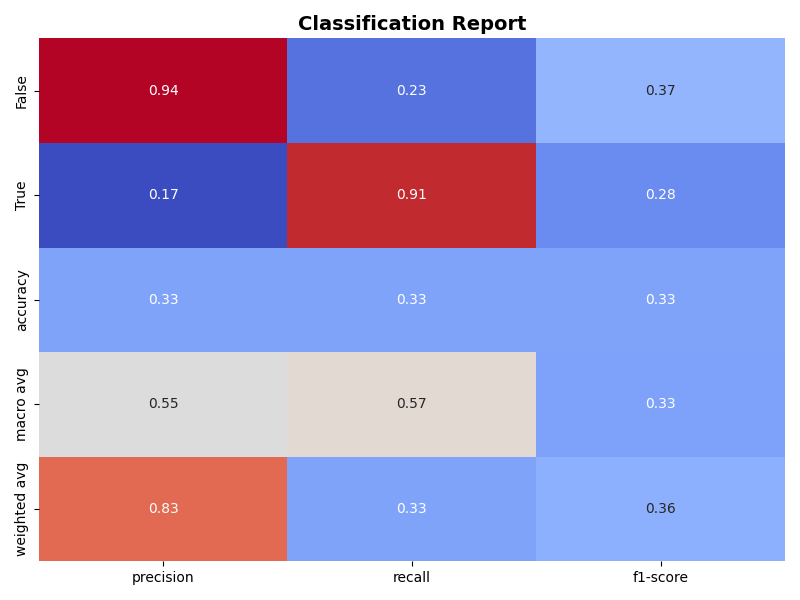 Classification Report
False 0.94 0.23 0.37
True 0.17 0.91 0.28
accuracy 0.33 0.33 0.33
macro avg 0.55 0.57 0.33
weighted avg 0.83 0.33 0.36
precision recall f1-score